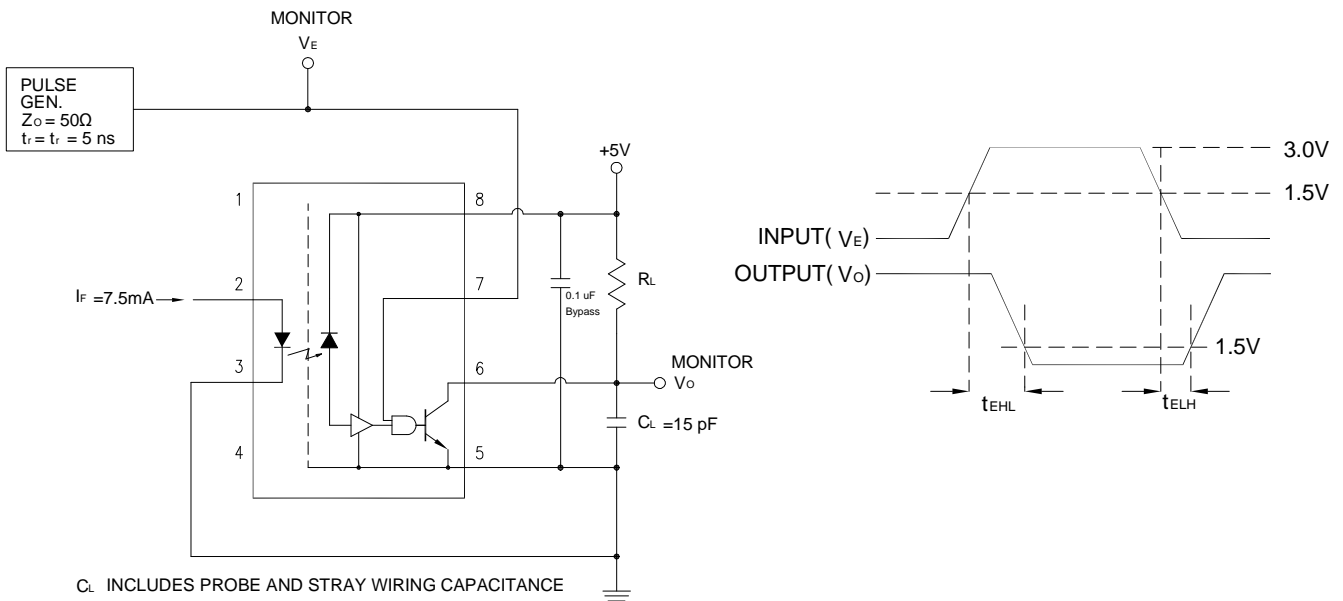 MONITOR
VE
PULSE
GEN.
Zo = 50Ω
tr = tr = 5 ns
+5V
1
8
2
7
IF =7.5mA
0.1 uF
Bypass
RL
3
6
MONITOR
Vo
CL =15 pF
4
5
CL INCLUDES PROBE AND STRAY WIRING CAPACITANCE
3.0V
1.5V
INPUT( VE)
OUTPUT( Vo)
1.5V
tEHL
tELH